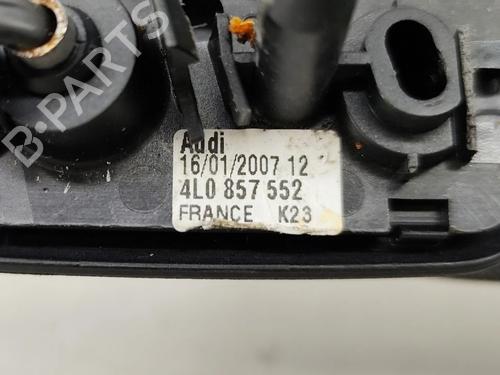 B-PARTS
Audi
16/01/2007 12
4L0 857 552
FRANCE K23